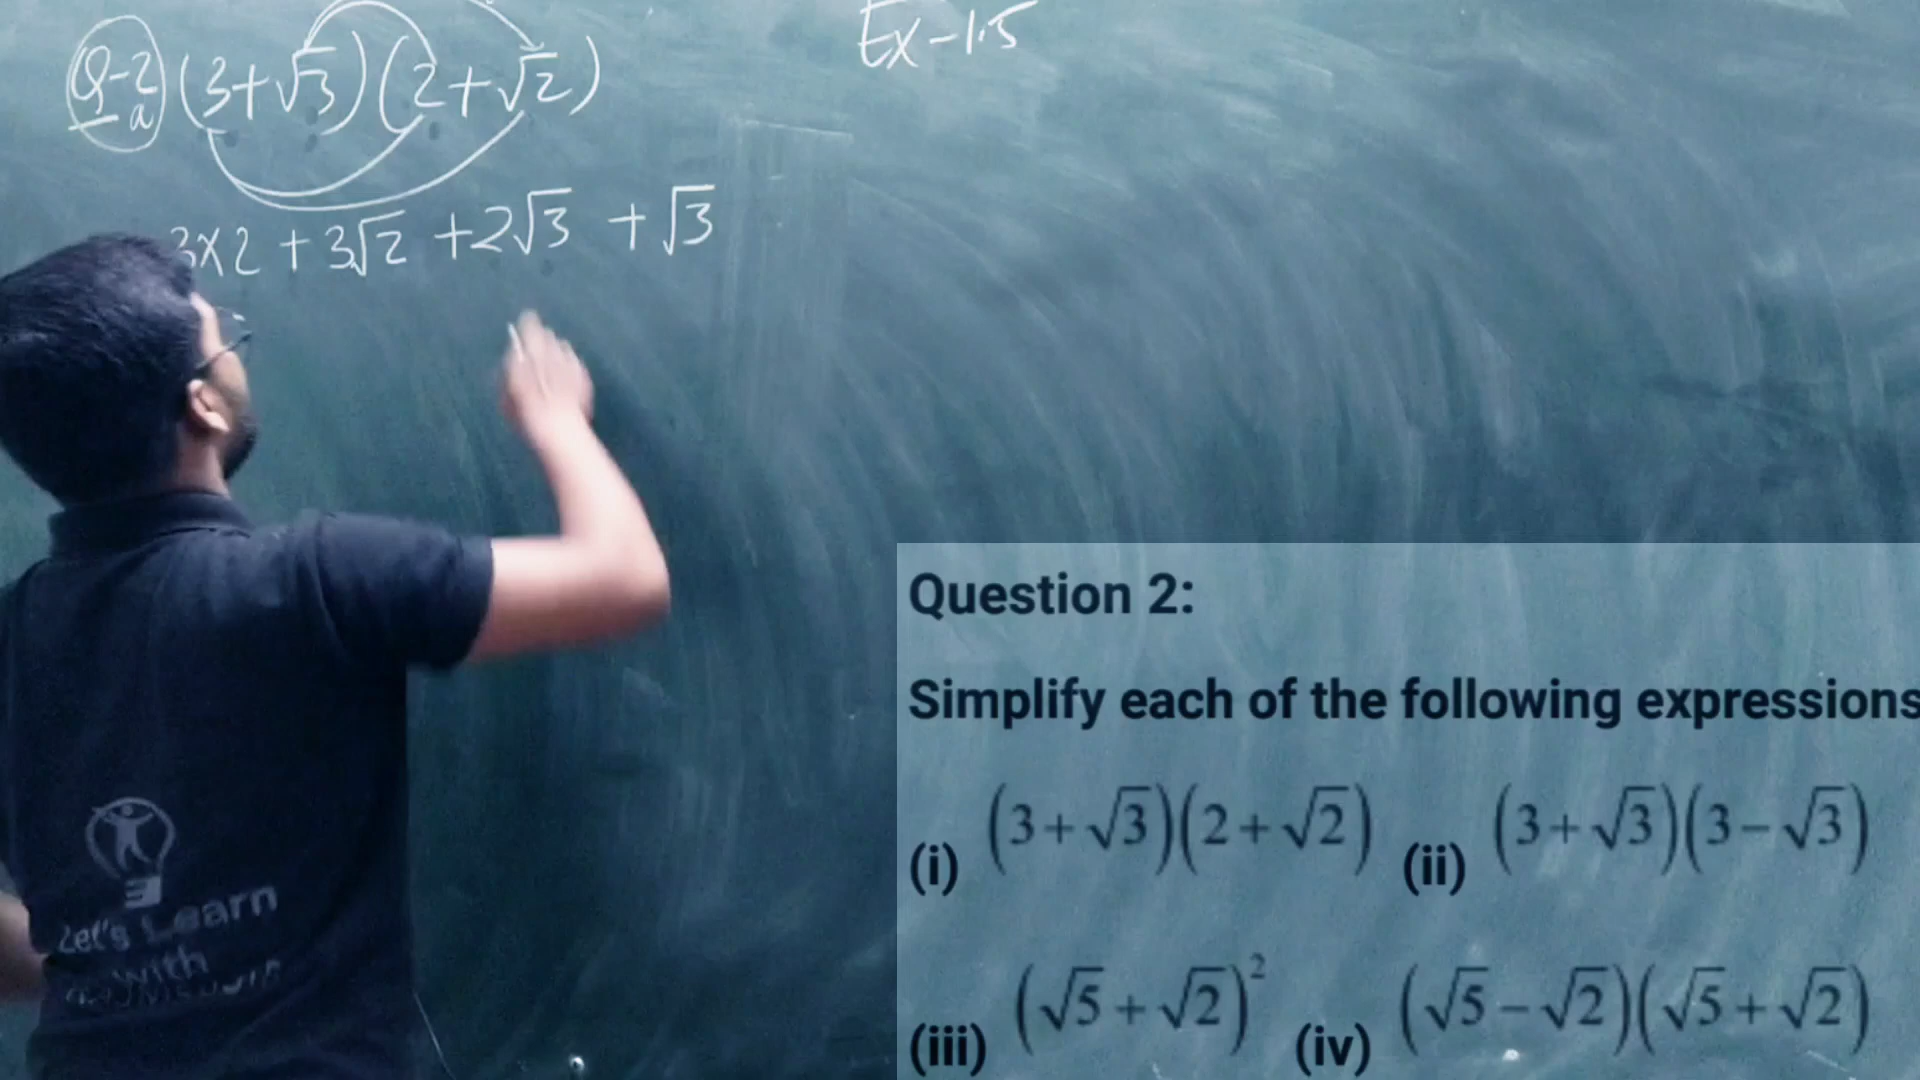 Ex-1.5
Q-2 a (3+√3)(2+√2)
3×2 + 3√2 + 2√3 + √3
Question 2:
Simplify each of the following expressions
(i) (3+√3)(2+√2) (ii) (3+√3)(3−√3)
(iii) (√5+√2)² (iv) (√5−√2)(√5+√2)
Let's Learn
with